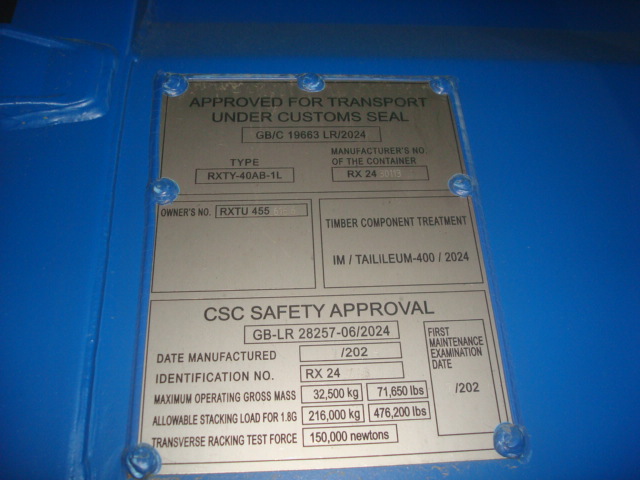 APPROVED FOR TRANSPORT
UNDER CUSTOMS SEAL
GB/C 19663 LR/2024
TYPE
RXTY-40AB-1L
MANUFACTURER'S NO.
OF THE CONTAINER
RX 24
OWNER'S NO. RXTU 455
TIMBER COMPONENT TREATMENT
IM / TAILILEUM-400 / 2024
CSC SAFETY APPROVAL
GB-LR 28257-06/2024
DATE MANUFACTURED /202
IDENTIFICATION NO. RX 24
MAXIMUM OPERATING GROSS MASS 32,500 kg 71,650 lbs
ALLOWABLE STACKING LOAD FOR 1.8G 216,000 kg 476,200 lbs
TRANSVERSE RACKING TEST FORCE 150,000 newtons
FIRST
MAINTENANCE
EXAMINATION
DATE
/202